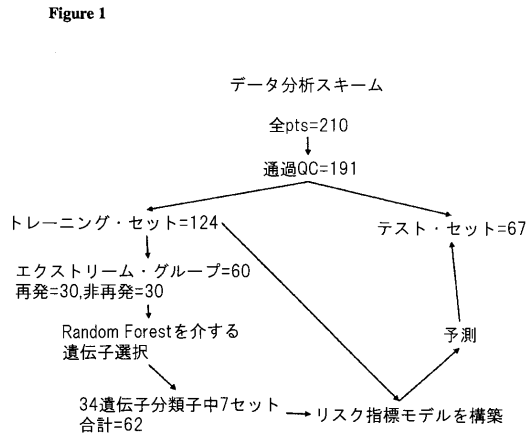 Figure 1
データ分析スキーム
全pts=210
通過QC=191
トレーニング・セット=124
テスト・セット=67
エクストリーム・グループ=60
再発=30,非再発=30
Random Forestを介する
遺伝子選択
予測
34遺伝子分類子中7セット
合計=62
リスク指標モデルを構築